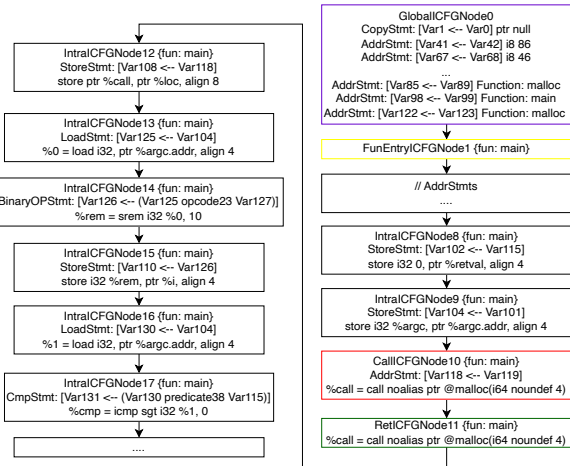 GlobalICFGNode0
CopyStmt: [Var1 <-- Var0] ptr null
AddrStmt: [Var41 <-- Var42] i8 86
AddrStmt: [Var67 <-- Var68] i8 46
...
AddrStmt: [Var85 <-- Var89] Function: malloc
AddrStmt: [Var98 <-- Var99] Function: main
AddrStmt: [Var122 <-- Var123] Function: malloc
FunEntryICFGNode1 {fun: main}
// AddrStmts
....
IntraICFGNode8 {fun: main}
StoreStmt: [Var102 <-- Var115]
store i32 0, ptr %retval, align 4
IntraICFGNode9 {fun: main}
StoreStmt: [Var104 <-- Var101]
store i32 %argc, ptr %argc.addr, align 4
CallICFGNode10 {fun: main}
AddrStmt: [Var118 <-- Var119]
%call = call noalias ptr @malloc(i64 noundef 4)
RetICFGNode11 {fun: main}
%call = call noalias ptr @malloc(i64 noundef 4)
IntraICFGNode12 {fun: main}
StoreStmt: [Var108 <-- Var118]
store ptr %call, ptr %loc, align 8
IntraICFGNode13 {fun: main}
LoadStmt: [Var125 <-- Var104]
%0 = load i32, ptr %argc.addr, align 4
IntraICFGNode14 {fun: main}
BinaryOPStmt: [Var126 <-- (Var125 opcode23 Var127)]
%rem = srem i32 %0, 10
IntraICFGNode15 {fun: main}
StoreStmt: [Var110 <-- Var126]
store i32 %rem, ptr %i, align 4
IntraICFGNode16 {fun: main}
LoadStmt: [Var130 <-- Var104]
%1 = load i32, ptr %argc.addr, align 4
IntraICFGNode17 {fun: main}
CmpStmt: [Var131 <-- (Var130 predicate38 Var115)]
%cmp = icmp sgt i32 %1, 0
....